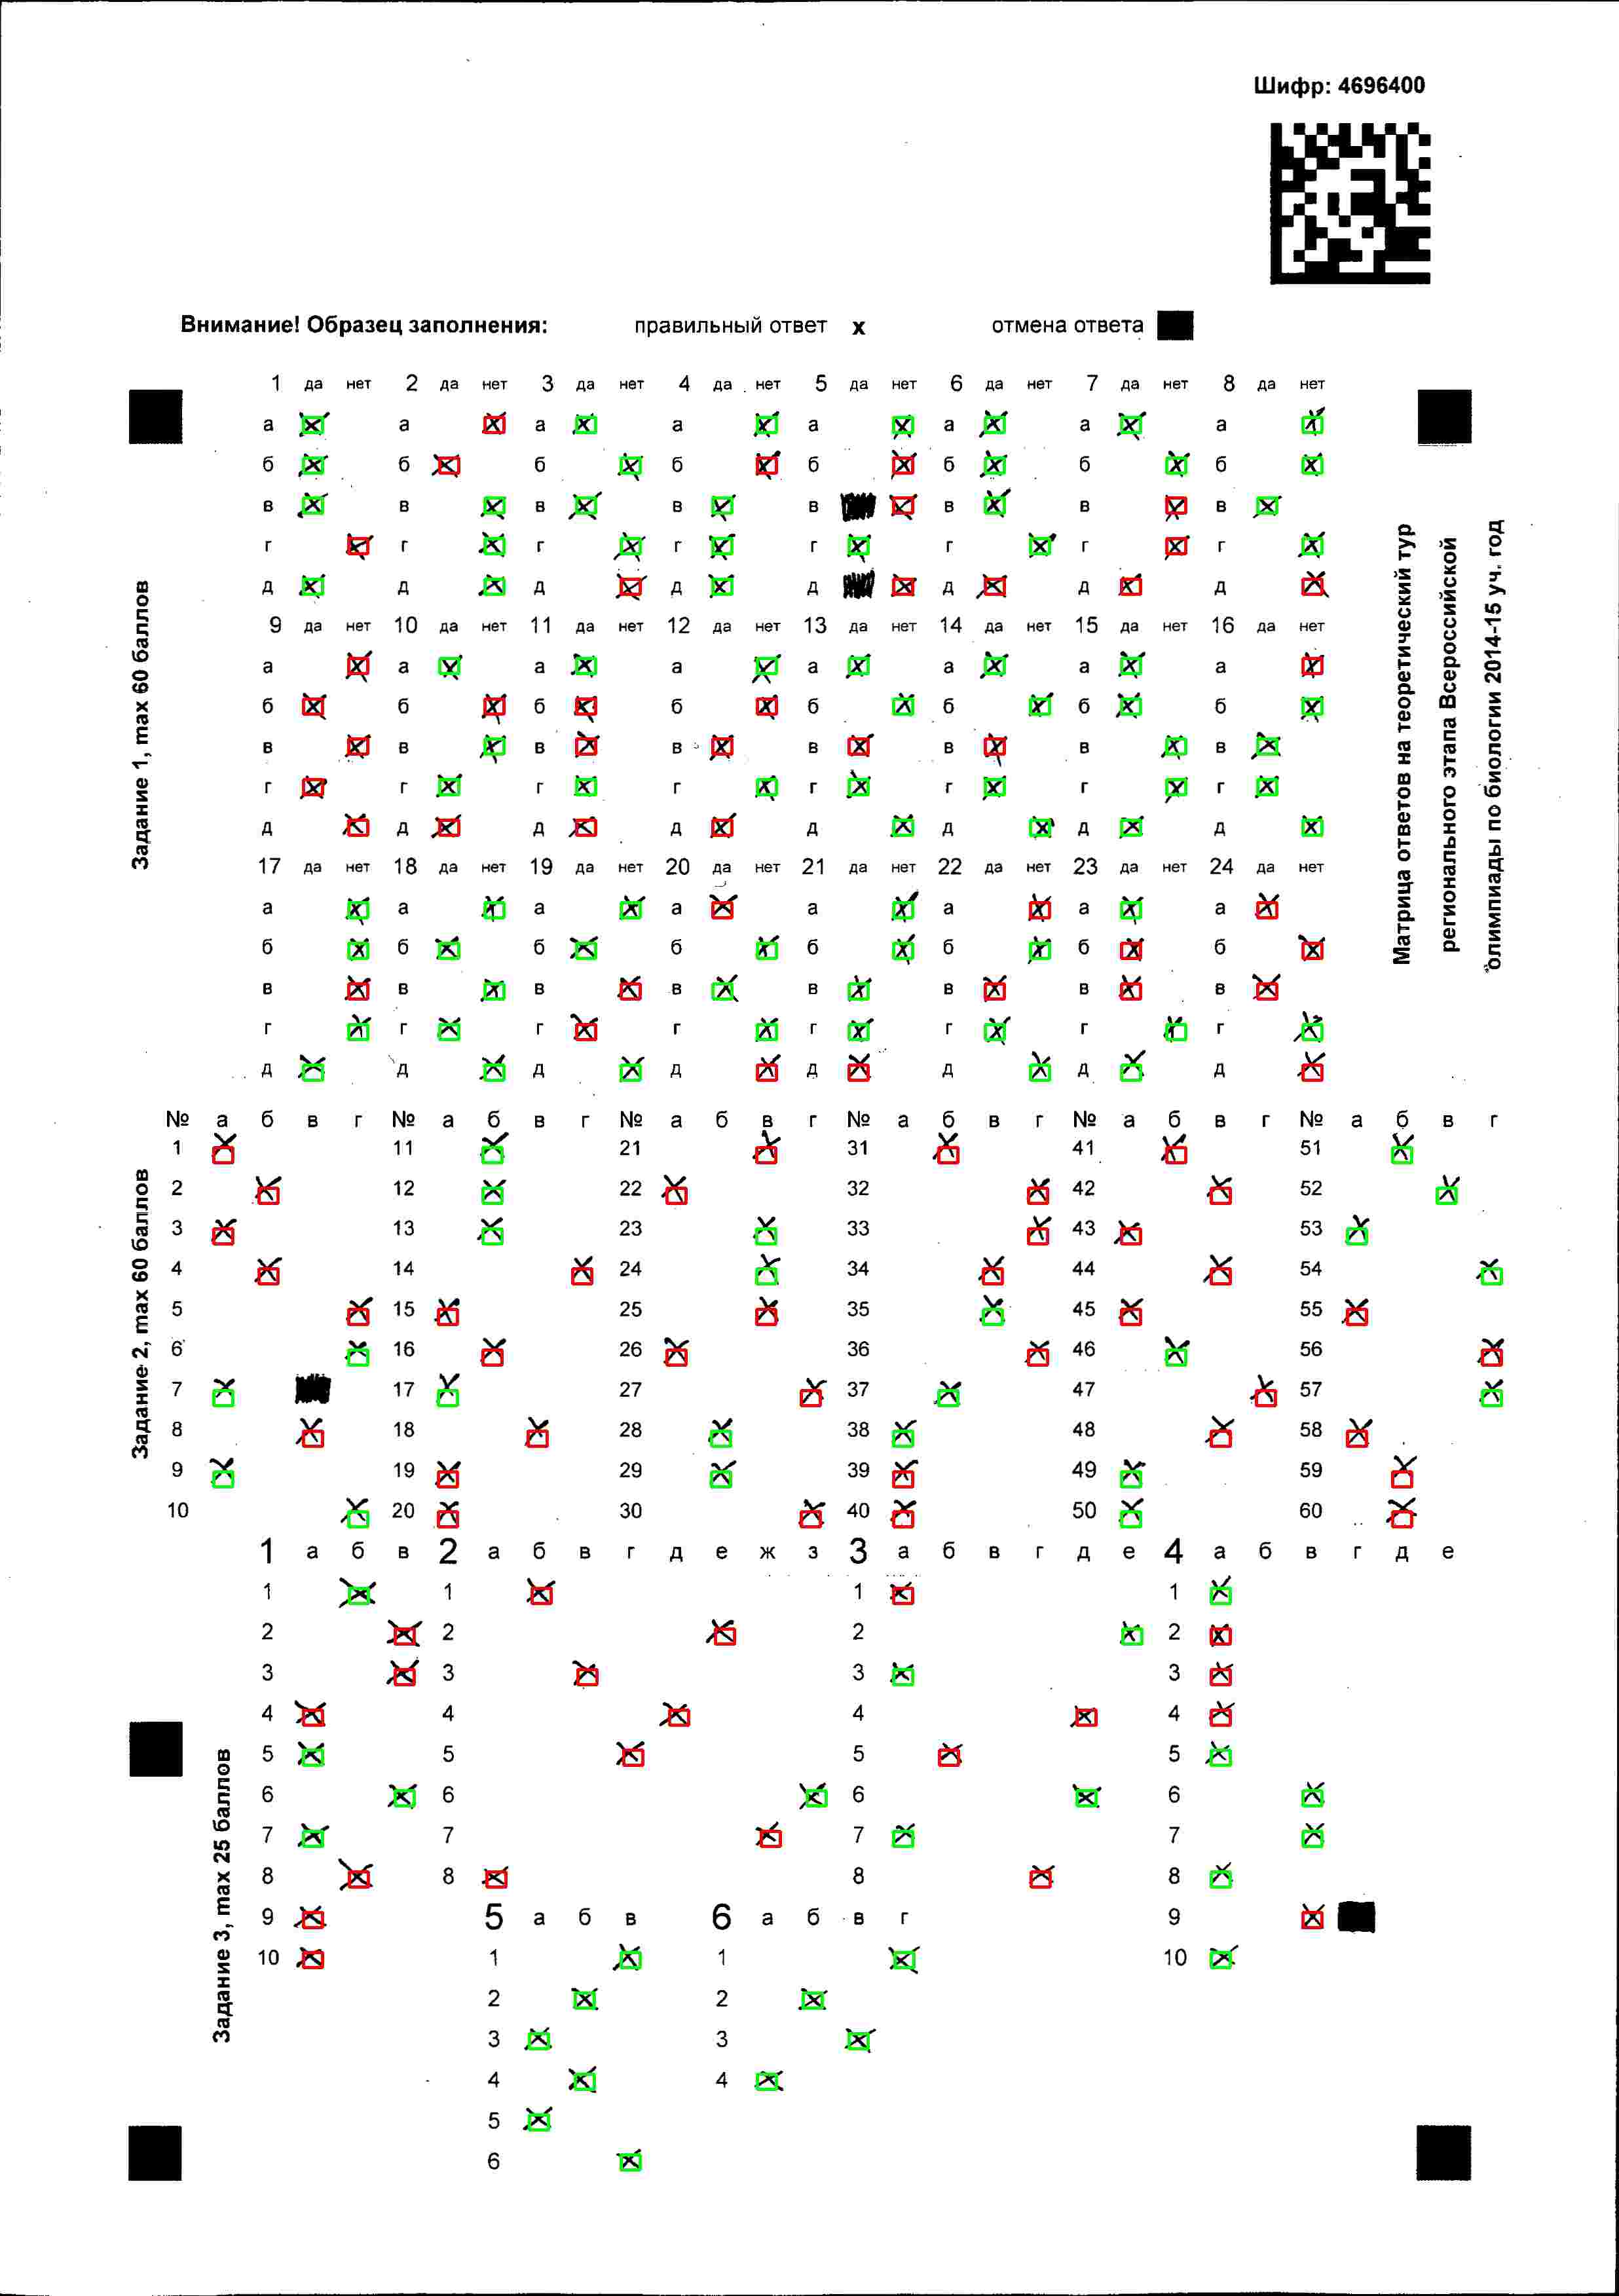 Шифр: 4696400
Внимание! Образец заполнения: правильный ответ x отмена ответа
Задание 1, max 60 баллов
1 да нет 2 да нет 3 да нет 4 да нет 5 да нет 6 да нет 7 да нет 8 да нет
а а а а а а а а
б б б б б б б б
в в в в в в в в
г г г г г г г г
д д д д д д д д
9 да нет 10 да нет 11 да нет 12 да нет 13 да нет 14 да нет 15 да нет 16 да нет
а а а а а а а а
б б б б б б б б
в в в в в в в в
г г г г г г г г
д д д д д д д д
17 да нет 18 да нет 19 да нет 20 да нет 21 да нет 22 да нет 23 да нет 24 да нет
а а а а а а а а
б б б б б б б б
в в в в в в в в
г г г г г г г г
д д д д д д д д
Матрица ответов на теоретический тур
регионального этапа Всероссийской
олимпиады по биологии 2014-15 уч. год
Задание 2, max 60 баллов
№ а б в г № а б в г № а б в г № а б в г № а б в г № а б в г
1 11 21 31 41 51
2 12 22 32 42 52
3 13 23 33 43 53
4 14 24 34 44 54
5 15 25 35 45 55
6 16 26 36 46 56
7 17 27 37 47 57
8 18 28 38 48 58
9 19 29 39 49 59
10 20 30 40 50 60
Задание 3, max 25 баллов
1 а б в 2 а б в г д е ж з 3 а б в г д е 4 а б в г д е
1 1 1 1
2 2 2 2
3 3 3 3
4 4 4 4
5 5 5 5
6 6 6 6
7 7 7 7
8 8 8 8
9 5 а б в 6 а б в г 9
10 1 1 10
2 2
3 3
4 4
5
6